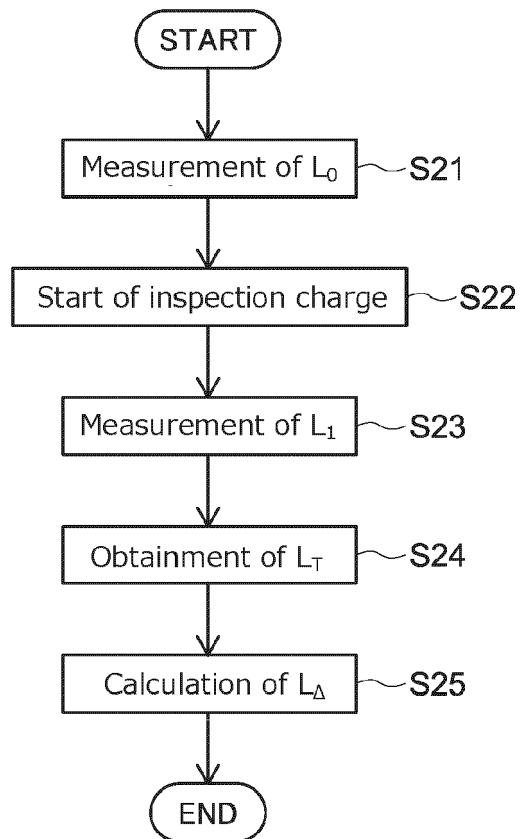 START
Measurement of L₀ S21
Start of inspection charge S22
Measurement of L₁ S23
Obtainment of L_T S24
Calculation of L_Δ S25
END